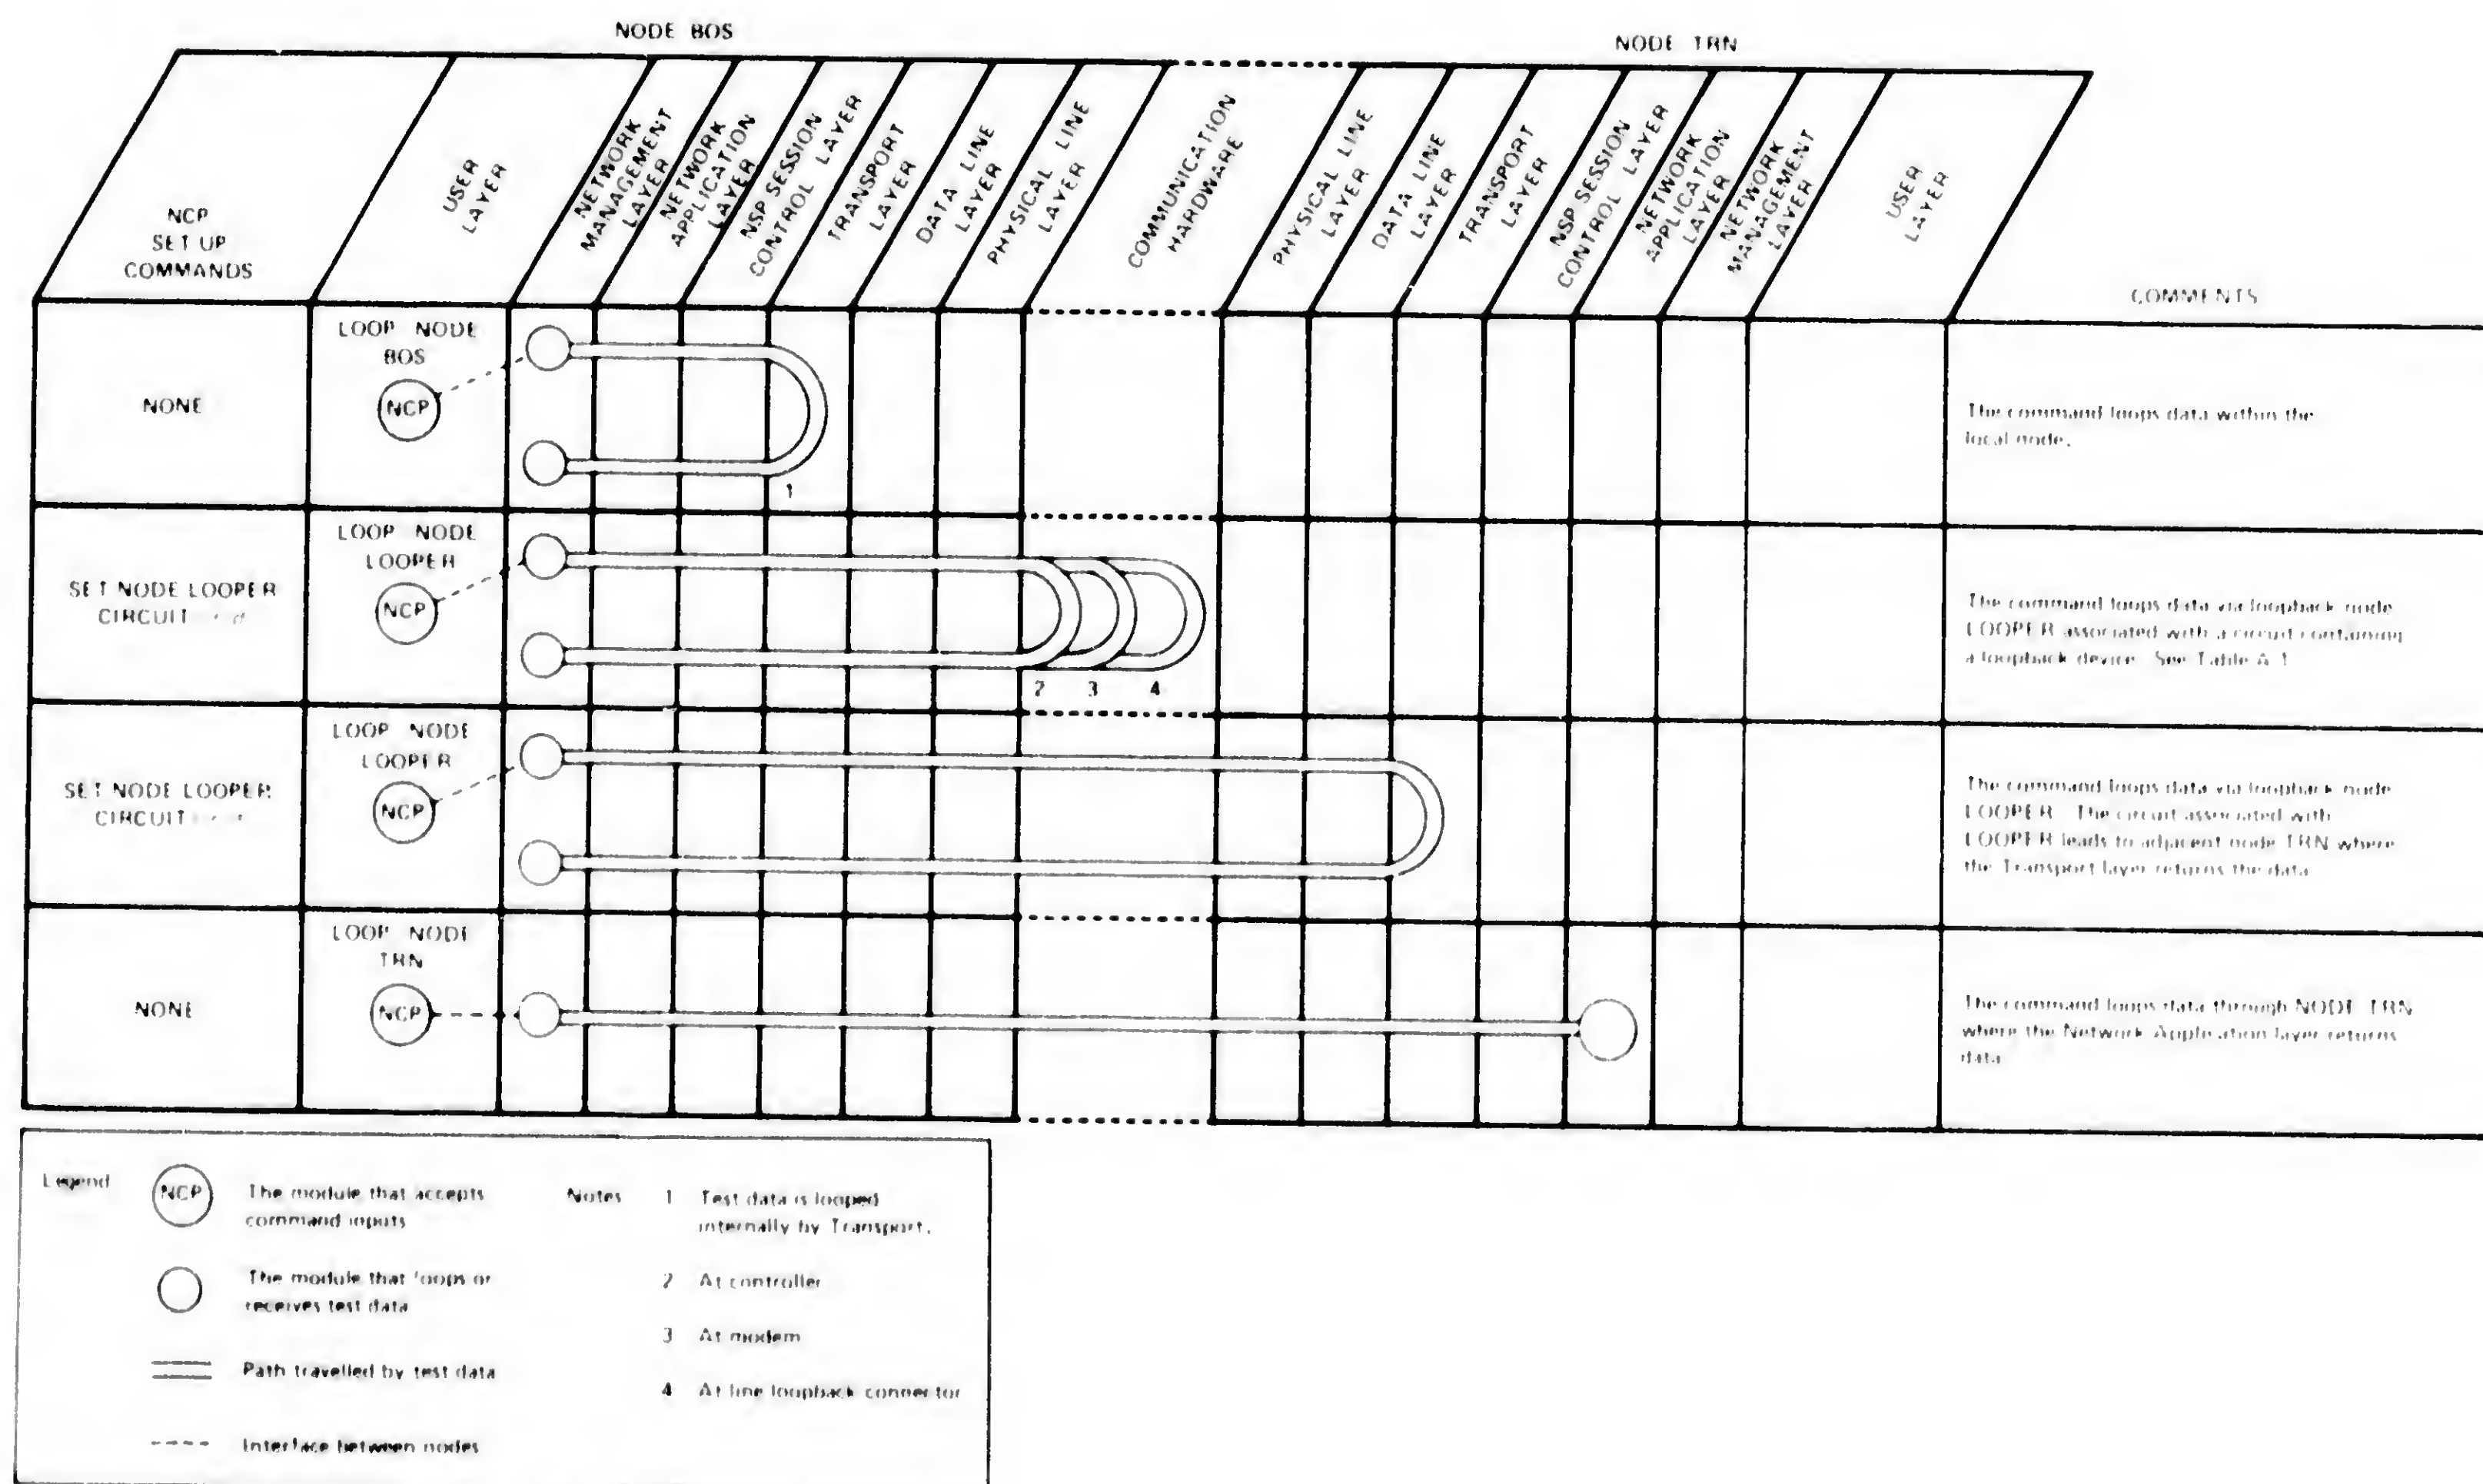 NODE BOS
NODE TRN
NCP
SET UP
COMMANDS
USER
LAYER
NETWORK
MANAGEMENT
LAYER
NETWORK
APPLICATION
LAYER
NSP SESSION
CONTROL LAYER
TRANSPORT
LAYER
DATA LINE
LAYER
PHYSICAL LINE
LAYER
COMMUNICATION
HARDWARE
PHYSICAL LINE
LAYER
DATA LINE
LAYER
TRANSPORT
LAYER
NSP SESSION
CONTROL LAYER
NETWORK
APPLICATION
LAYER
NETWORK
MANAGEMENT
LAYER
USER
LAYER
COMMENTS
NONE
LOOP NODE
BOS
NCP
1
The command loops data within the
local node.
SET NODE LOOPER
CIRCUIT
LOOP NODE
LOOPER
NCP
2 3 4
The command loops data via loopback node
LOOPER associated with a circuit containing
a loopback device. See Table A 1
SET NODE LOOPER
CIRCUIT
LOOP NODE
LOOPER
NCP
The command loops data via loopback node
LOOPER. The circuit associated with
LOOPER leads to adjacent node TRN where
the Transport layer returns the data
NONE
LOOP NODE
TRN
NCP
The command loops data through NODE TRN
where the Network Application layer returns
data
Legend
NCP
The module that accepts
command inputs
The module that loops or
receives test data
Path travelled by test data
Interface between nodes
Notes
1 Test data is looped
internally by Transport.
2 At controller
3 At modem
4 At line loopback connector